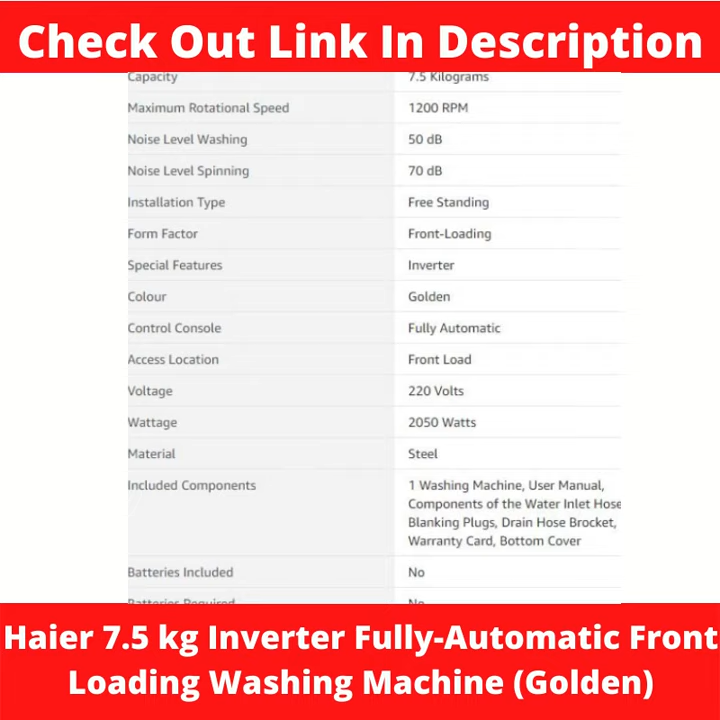 Check Out Link In Description
Capacity 7.5 Kilograms
Maximum Rotational Speed 1200 RPM
Noise Level Washing 50 dB
Noise Level Spinning 70 dB
Installation Type Free Standing
Form Factor Front-Loading
Special Features Inverter
Colour Golden
Control Console Fully Automatic
Access Location Front Load
Voltage 220 Volts
Wattage 2050 Watts
Material Steel
Included Components 1 Washing Machine, User Manual,
Components of the Water Inlet Hose
Blanking Plugs, Drain Hose Brocket,
Warranty Card, Bottom Cover
Batteries Included No
Batteries Required No
Haier 7.5 kg Inverter Fully-Automatic Front
Loading Washing Machine (Golden)